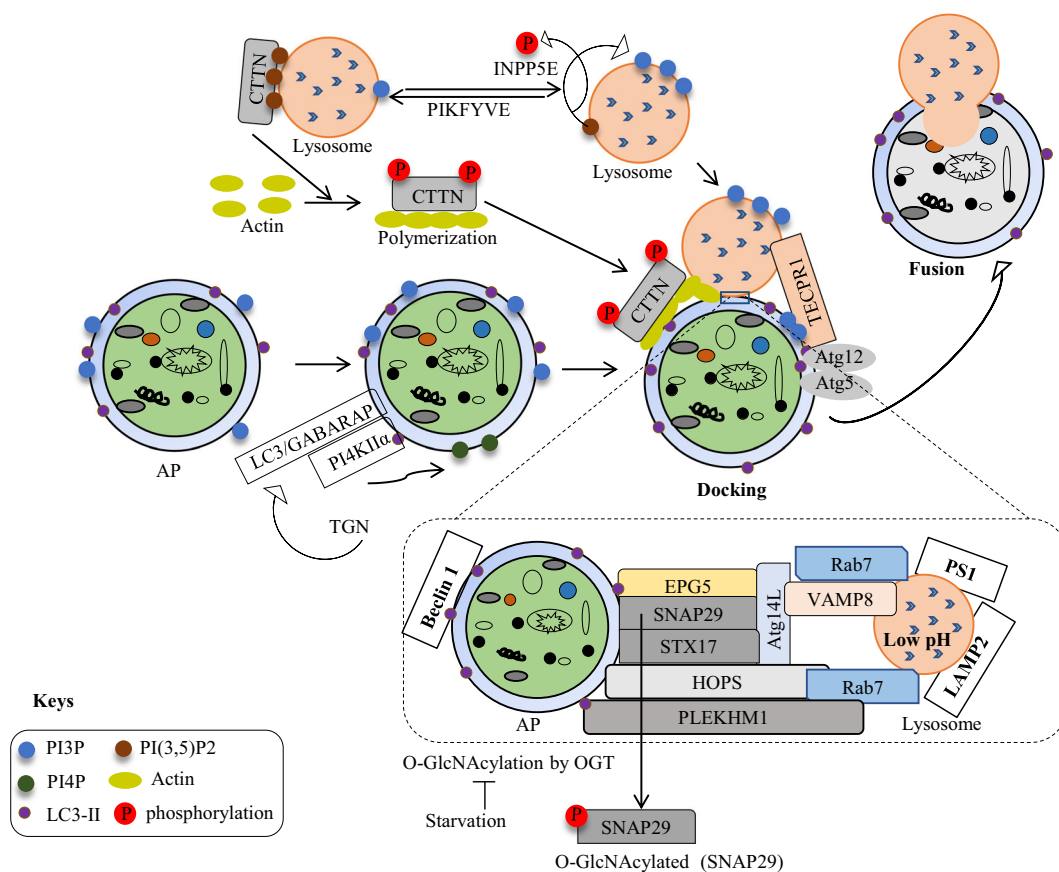 P
INPP5E
CTTN
PIKFYVE
Lysosome
Lysosome
P
P
CTTN
Actin
Polymerization
Fusion
P
P
CTTN
TECPR1
Atg12
Atg5
LC3/GABARAP
PI4KIIα
AP
TGN
Docking
Beclin 1
EPG5
SNAP29
STX17
Atg14L
Rab7
VAMP8
PS1
Low pH
LAMP2
HOPS
Rab7
PLEKHM1
AP
Lysosome
Keys
PI3P
PI(3,5)P2
PI4P
Actin
LC3-II
P phosphorylation
O-GlcNAcylation by OGT
Starvation
P
SNAP29
O-GlcNAcylated (SNAP29)